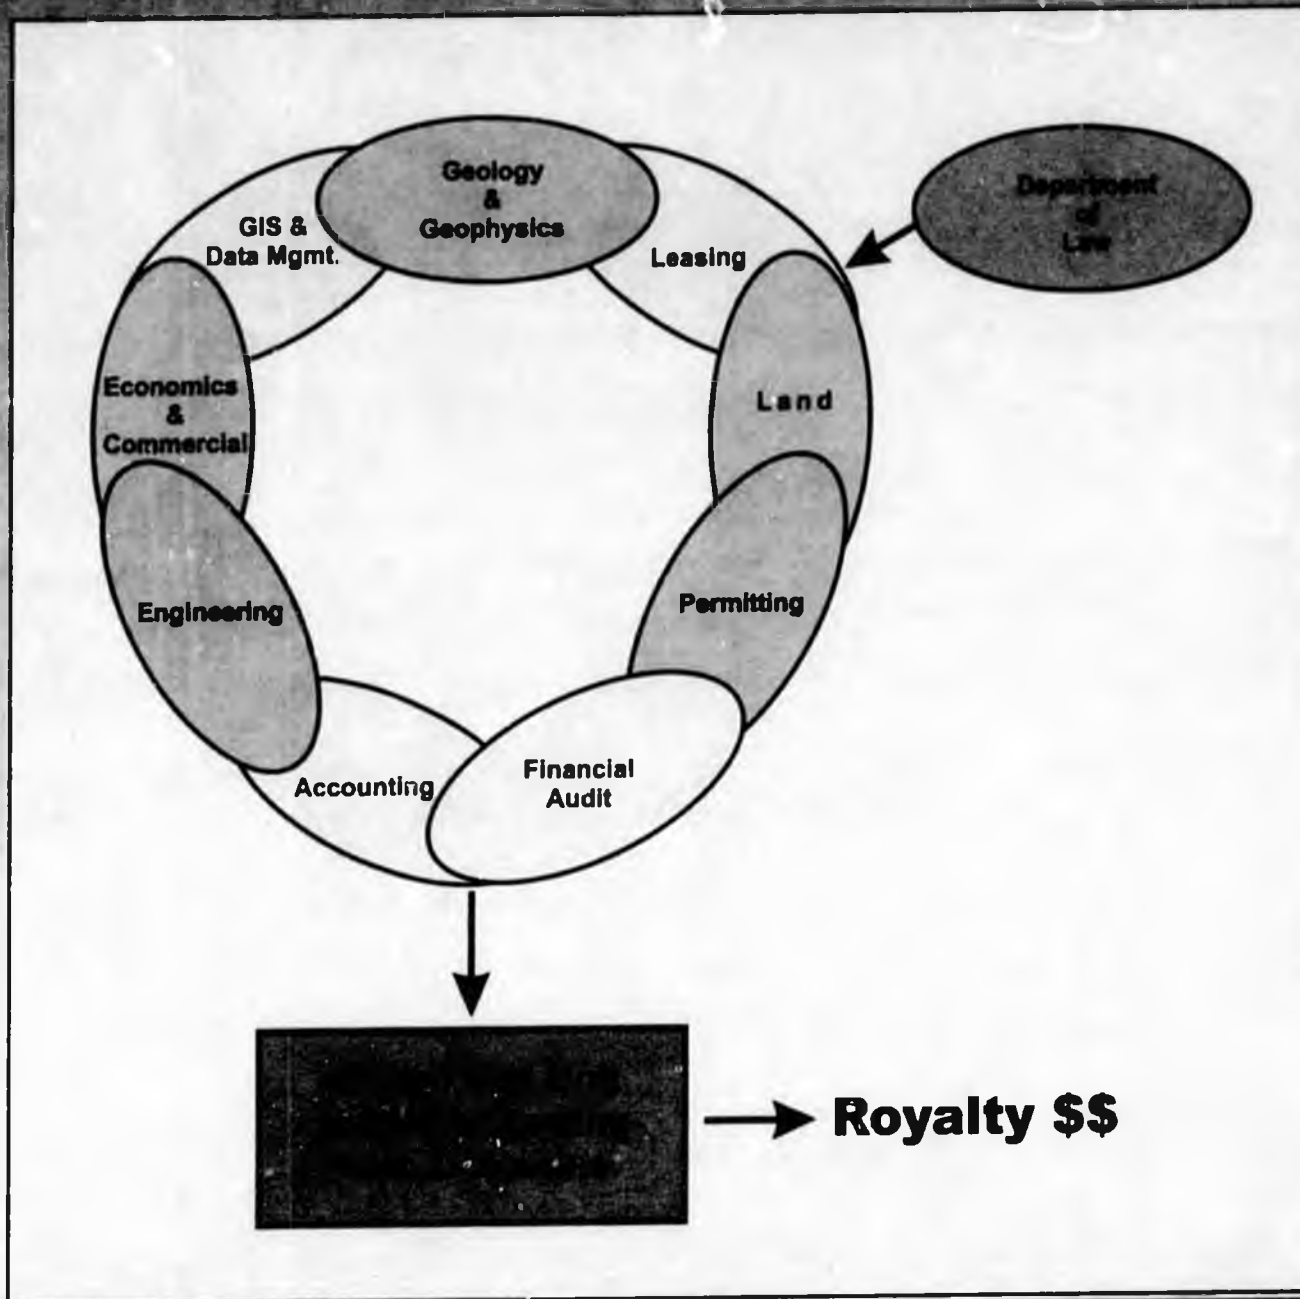 Geology
&
Geophysics
GIS &
Data Mgmt.
Leasing
Department
of
Law
Economics
&
Commercial
Land
Engineering
Permitting
Accounting
Financial
Audit
Royalty $$